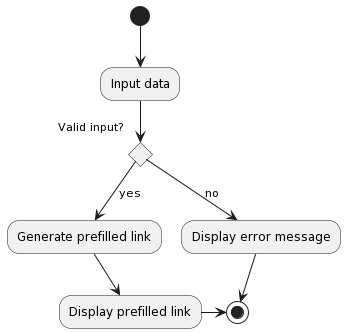 Input data
Valid input?
yes
no
Generate prefilled link
Display error message
Display prefilled link